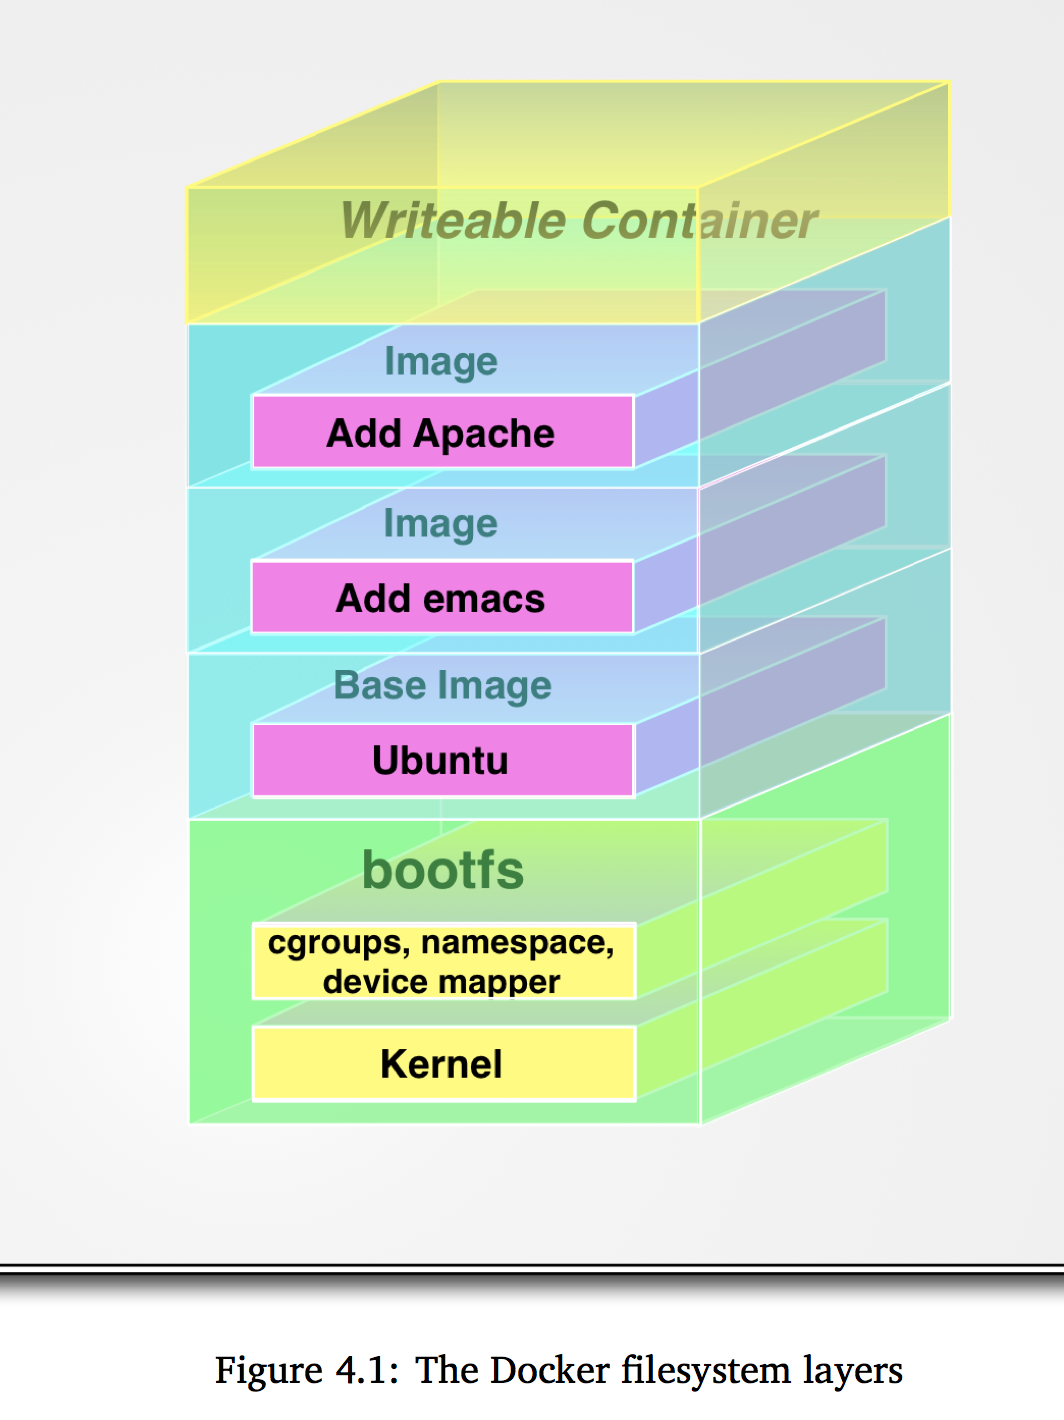 Writeable Container
Image
Add Apache
Image
Add emacs
Base Image
Ubuntu
bootfs
cgroups, namespace,
device mapper
Kernel
Figure 4.1: The Docker filesystem layers